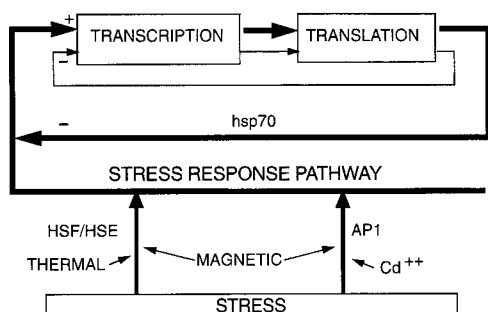 +
TRANSCRIPTION
TRANSLATION
−
−
hsp70
STRESS RESPONSE PATHWAY
HSF/HSE
AP1
THERMAL
MAGNETIC
Cd++
STRESS